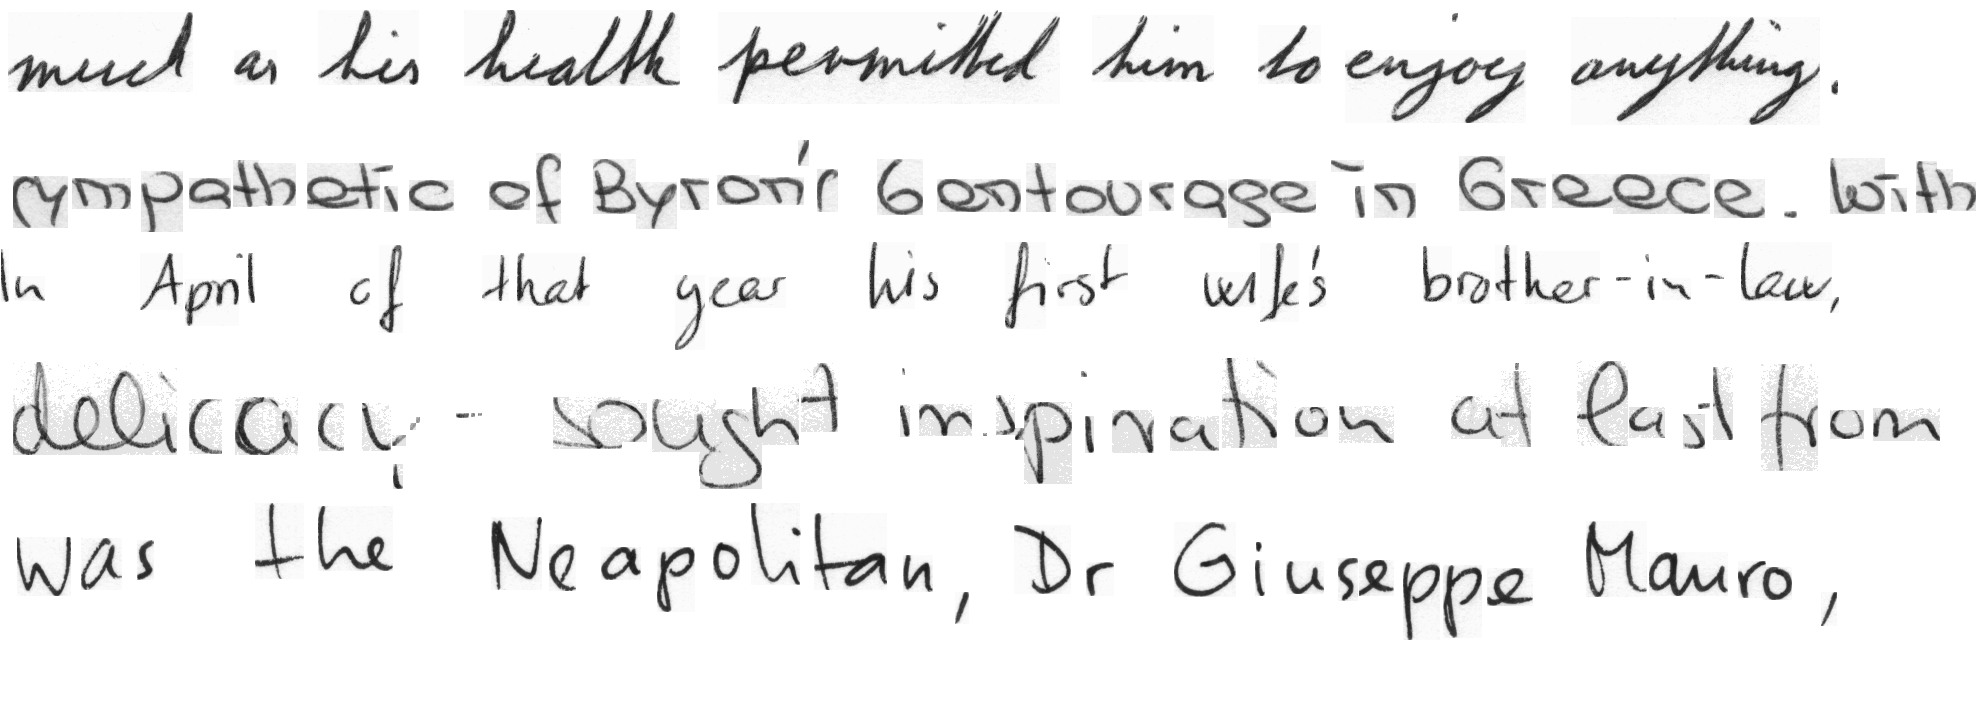 much as his health permitted him to enjoy anything.
sympathetic of Byron's Gentourage in Greece. With
In April of that year his first wife's brother-in-law,
delicacy - sought inspiration at last from
was the Neapolitan, Dr Giuseppe Mauro,